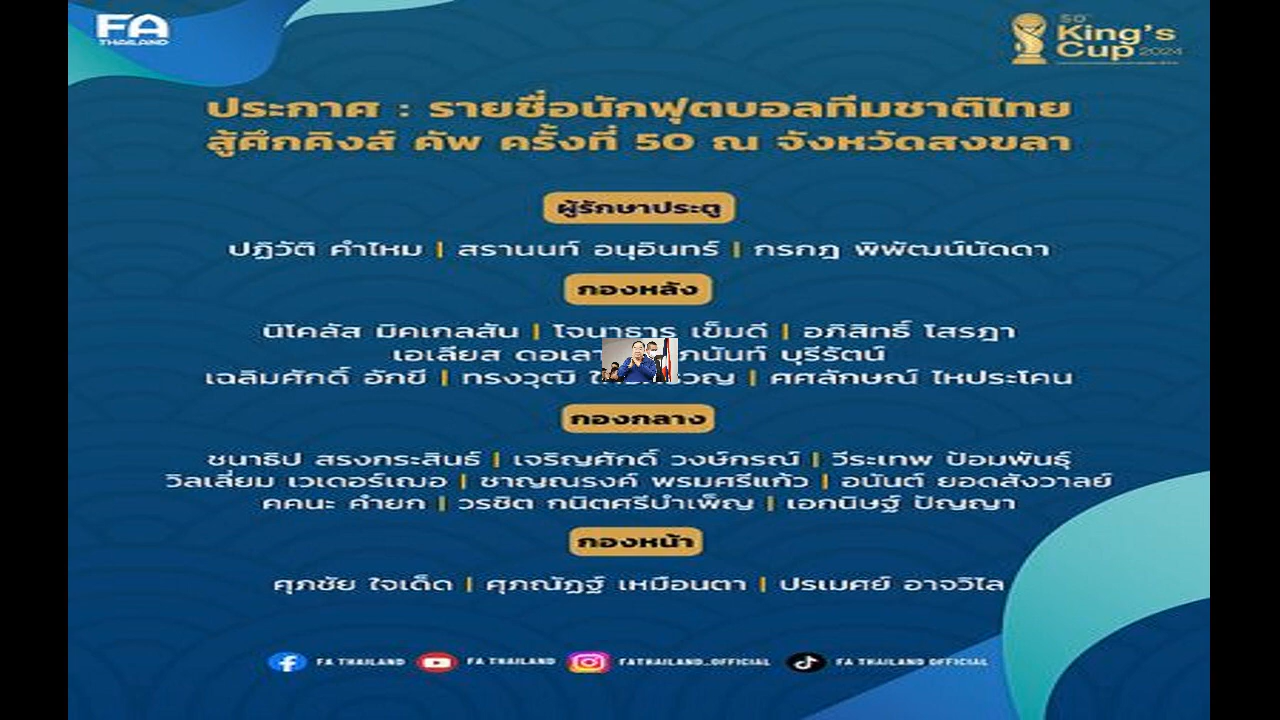 FA
THAILAND
50th
King's
Cup 2024
ประกาศ : รายชื่อนักฟุตบอลทีมชาติไทย
สู้ศึกคิงส์ คัพ ครั้งที่ 50 ณ จังหวัดสงขลา
ผู้รักษาประตู
ปฏิวัติ คำไหม | สรานนท์ อนุอินทร์ | กรกฎ พิพัฒน์นัดดา
กองหลัง
นิโคลัส มิคเกลสัน | โจนาธาร เข็มดี | อภิสิทธิ์ โสรฎา
เอเลียส ดอเลา บุรีรัตน์
เฉลิมศักดิ์ อักขี | ทรงวุฒิ | ศศลักษณ์ ไหประโคน
กองกลาง
ชนาธิป สรงกระสินธ์ | เจริญศักดิ์ วงษ์กรณ์ | วีระเทพ ป้อมพันธุ์
วิลเลี่ยม เวเดอร์เฌอ | ชาญณรงค์ พรมศรีแก้ว | อนันต์ ยอดสังวาลย์
คคนะ คำยก | วรชิต กนิตศรีบำเพ็ญ | เอกนิษฐ์ ปัญญา
กองหน้า
ศุภชัย ใจเด็ด | ศุภณัฏฐ์ เหมือนตา | ปรเมศย์ อาจวิไล
FA THAILAND FA THAILAND FATHAILAND_OFFICIAL FA THAILAND OFFICIAL